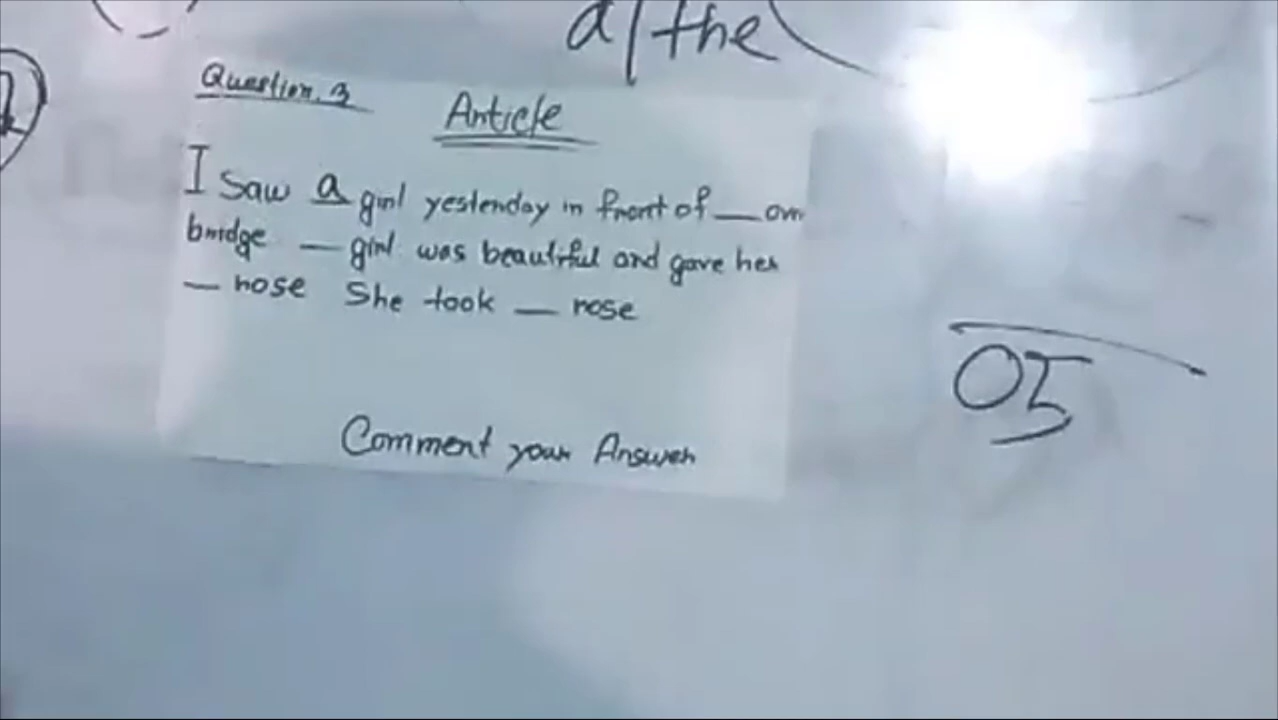 a/the
Question.3
Article
I saw a girl yesterday in front of __ om
bridge __ girl was beautiful and gave her
__ rose She took __ rose
Comment your Answer
05